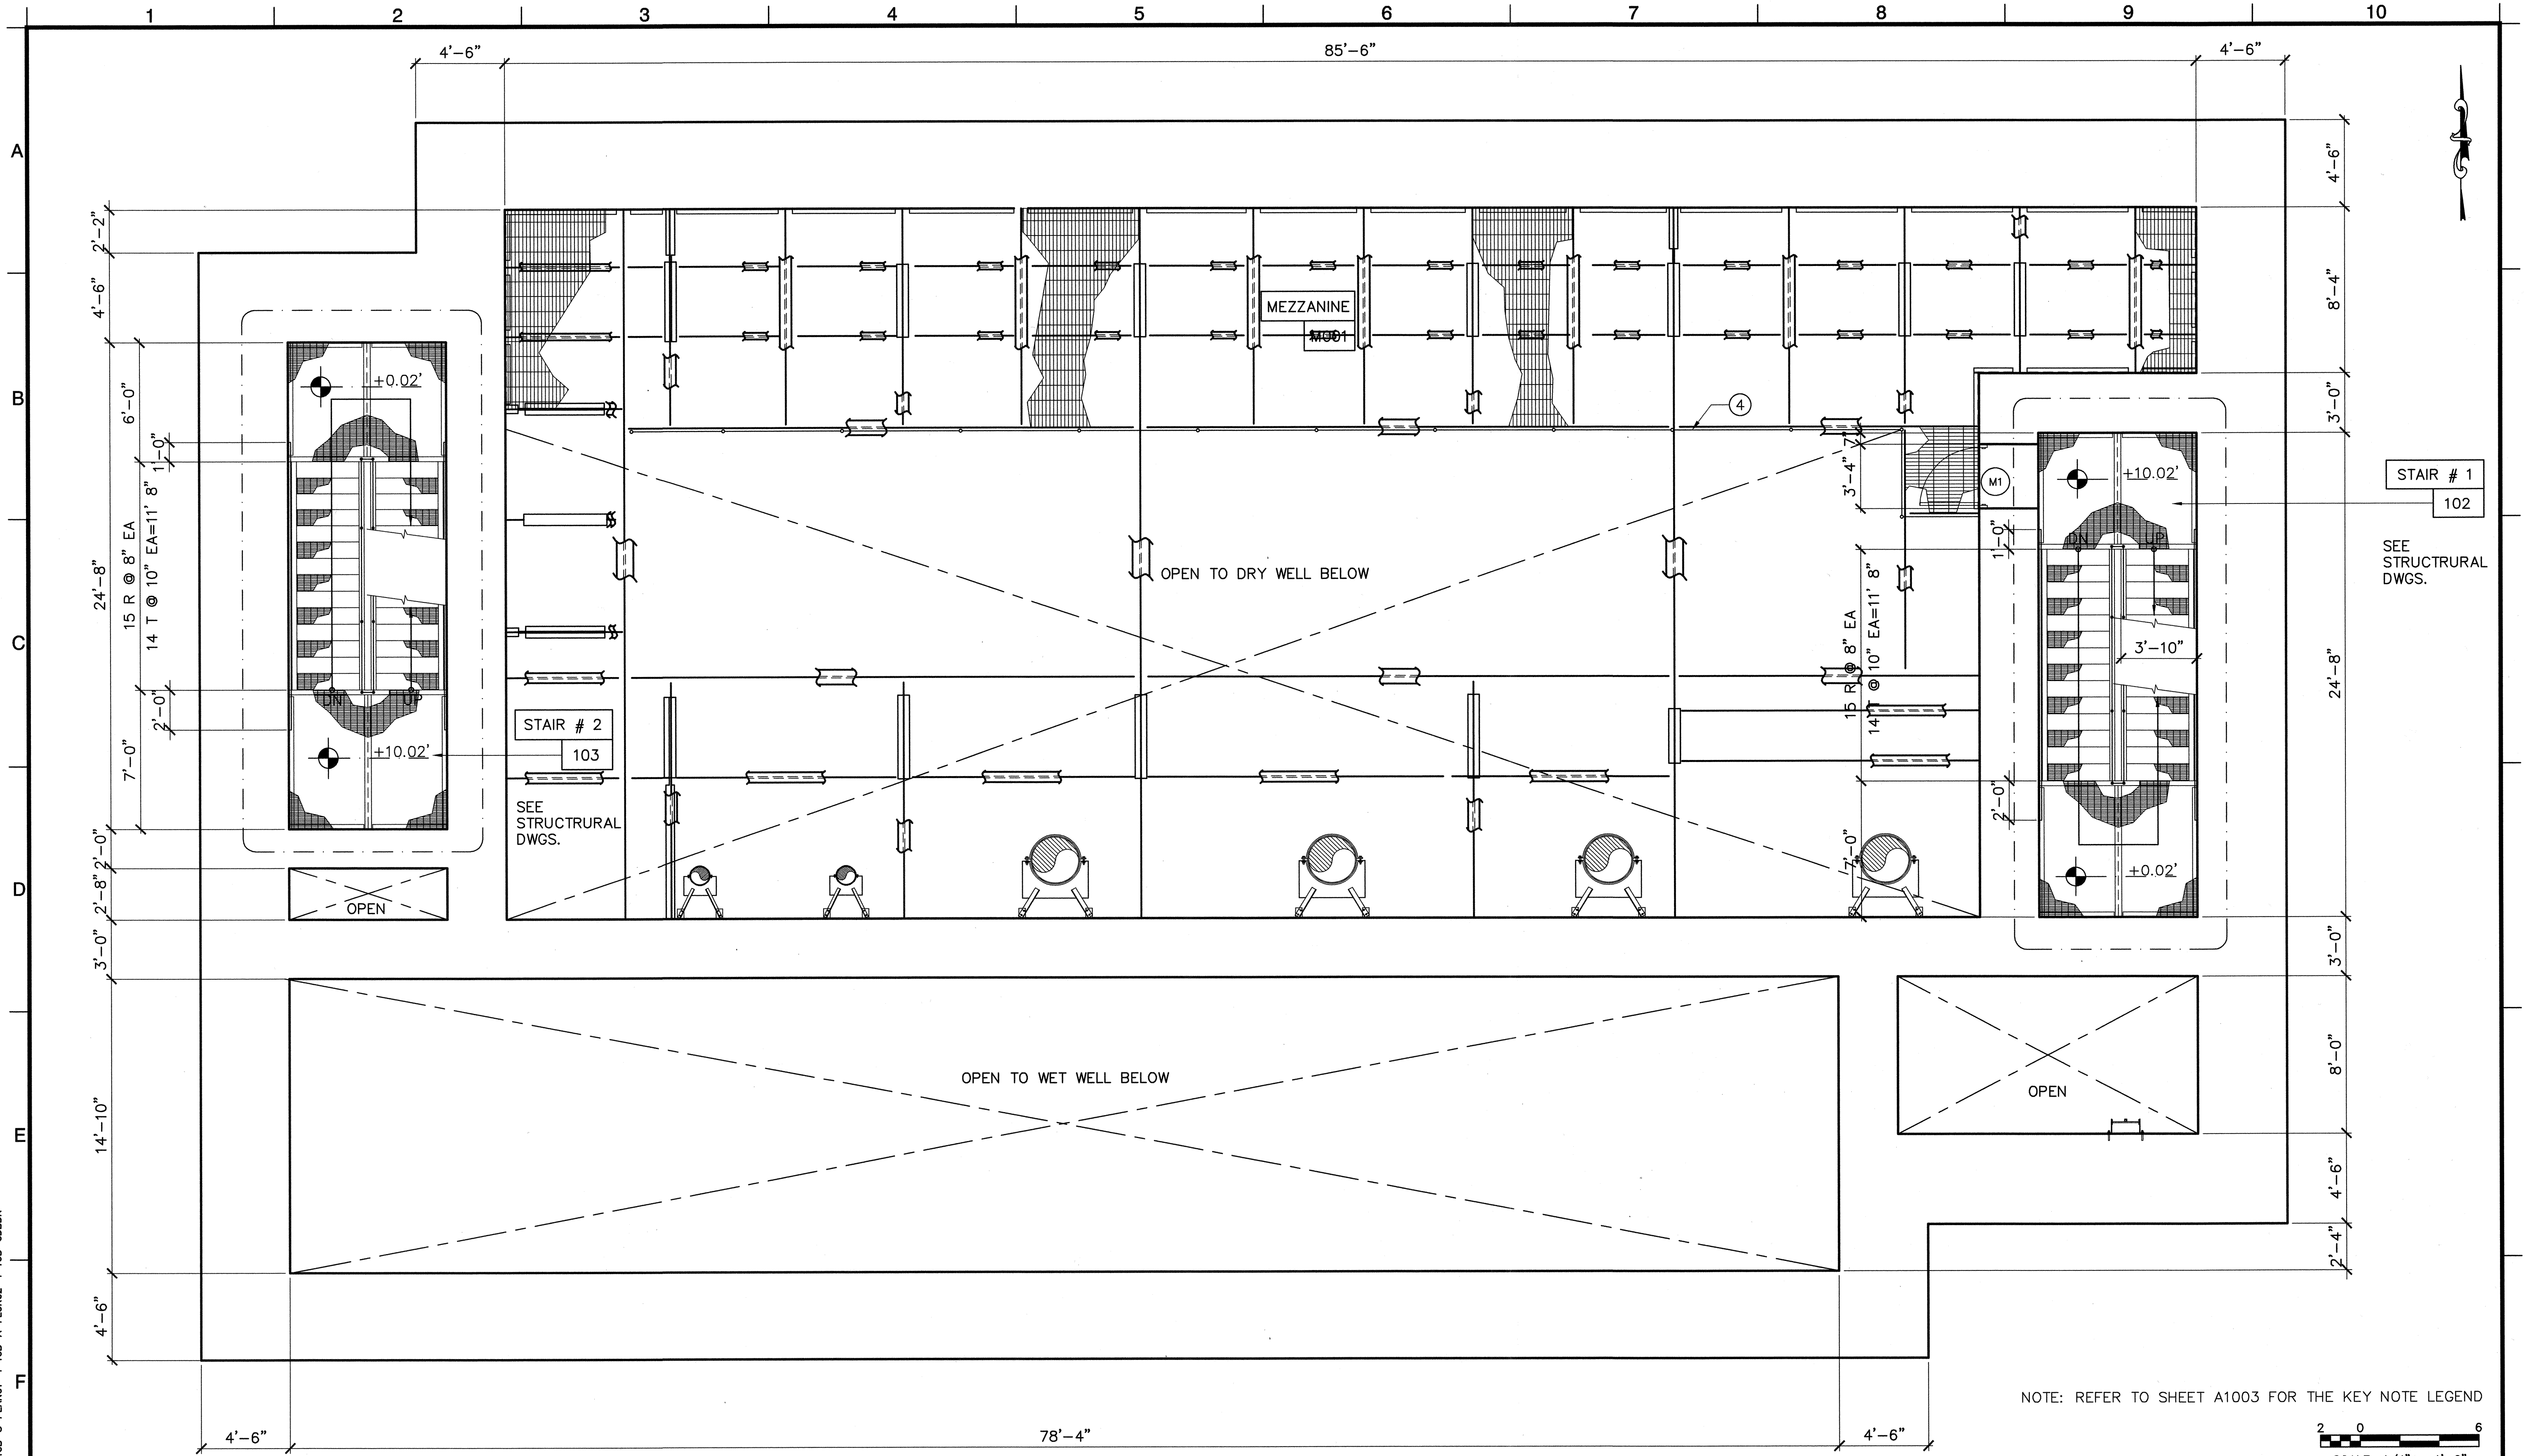 1 2 3 4 5 6 7 8 9 10
4'-6" 85'-6" 4'-6"
A
B
C
D
E
F
2'-2"
4'-6"
24'-8"
2'-0"
2'-8"
3'-0"
14'-10"
4'-6"
6'-0"
1'-0"
15 R @ 8" EA
14 T @ 10" EA=11' 8"
2'-0"
7'-0"
+0.02'
DN UP
+10.02'
STAIR # 2
103
SEE
STRUCTRURAL
DWGS.
OPEN
MEZZANINE
M001
4
OPEN TO DRY WELL BELOW
7"
3'-4"
M1
15 R @ 8" EA
@ 10" EA=11' 8"
7'-0"
1'-0"
2'-0"
+10.02'
DN UP
3'-10"
+0.02'
STAIR # 1
102
SEE
STRUCTRURAL
DWGS.
4'-6"
8'-4"
3'-0"
24'-8"
3'-0"
8'-0"
4'-6"
2'-4"
OPEN TO WET WELL BELOW
OPEN
4'-6" 78'-4" 4'-6"
NOTE: REFER TO SHEET A1003 FOR THE KEY NOTE LEGEND
2 0 6